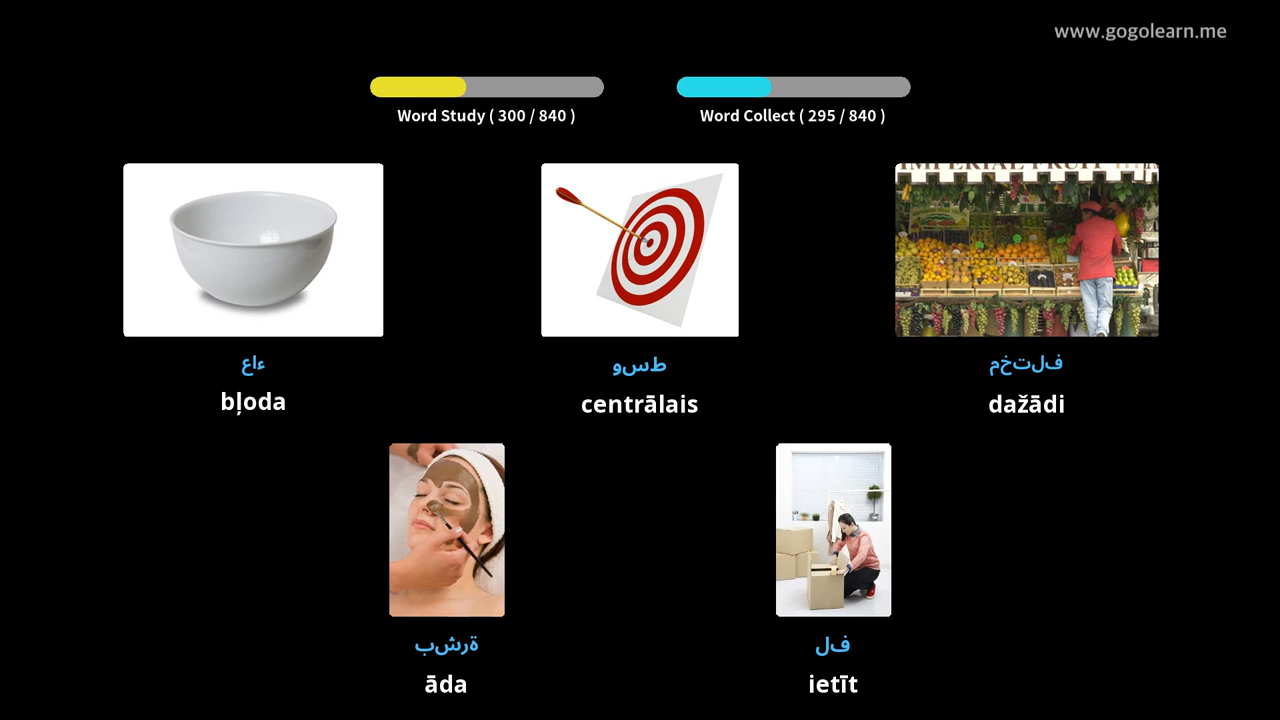 www.gogolearn.me
Word Study ( 300 / 840 )
Word Collect ( 295 / 840 )
ءاع
bļoda
طسو
centrālais
فلتخم
dažādi
ةرشب
āda
فل
ietīt